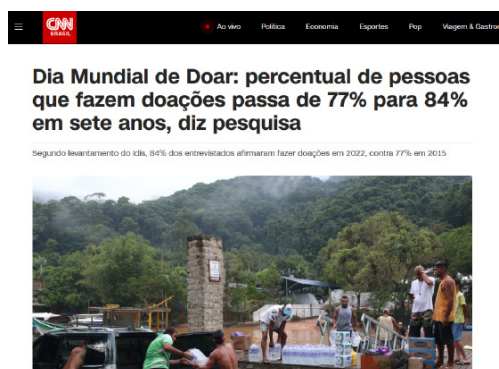 CNN
BRASIL
Ao vivo Política Economia Esportes Pop Viagem & Gastro
Dia Mundial de Doar: percentual de pessoas
que fazem doações passa de 77% para 84%
em sete anos, diz pesquisa
Segundo levantamento do Idis, 84% dos entrevistados afirmaram fazer doações em 2022, contra 77% em 2015